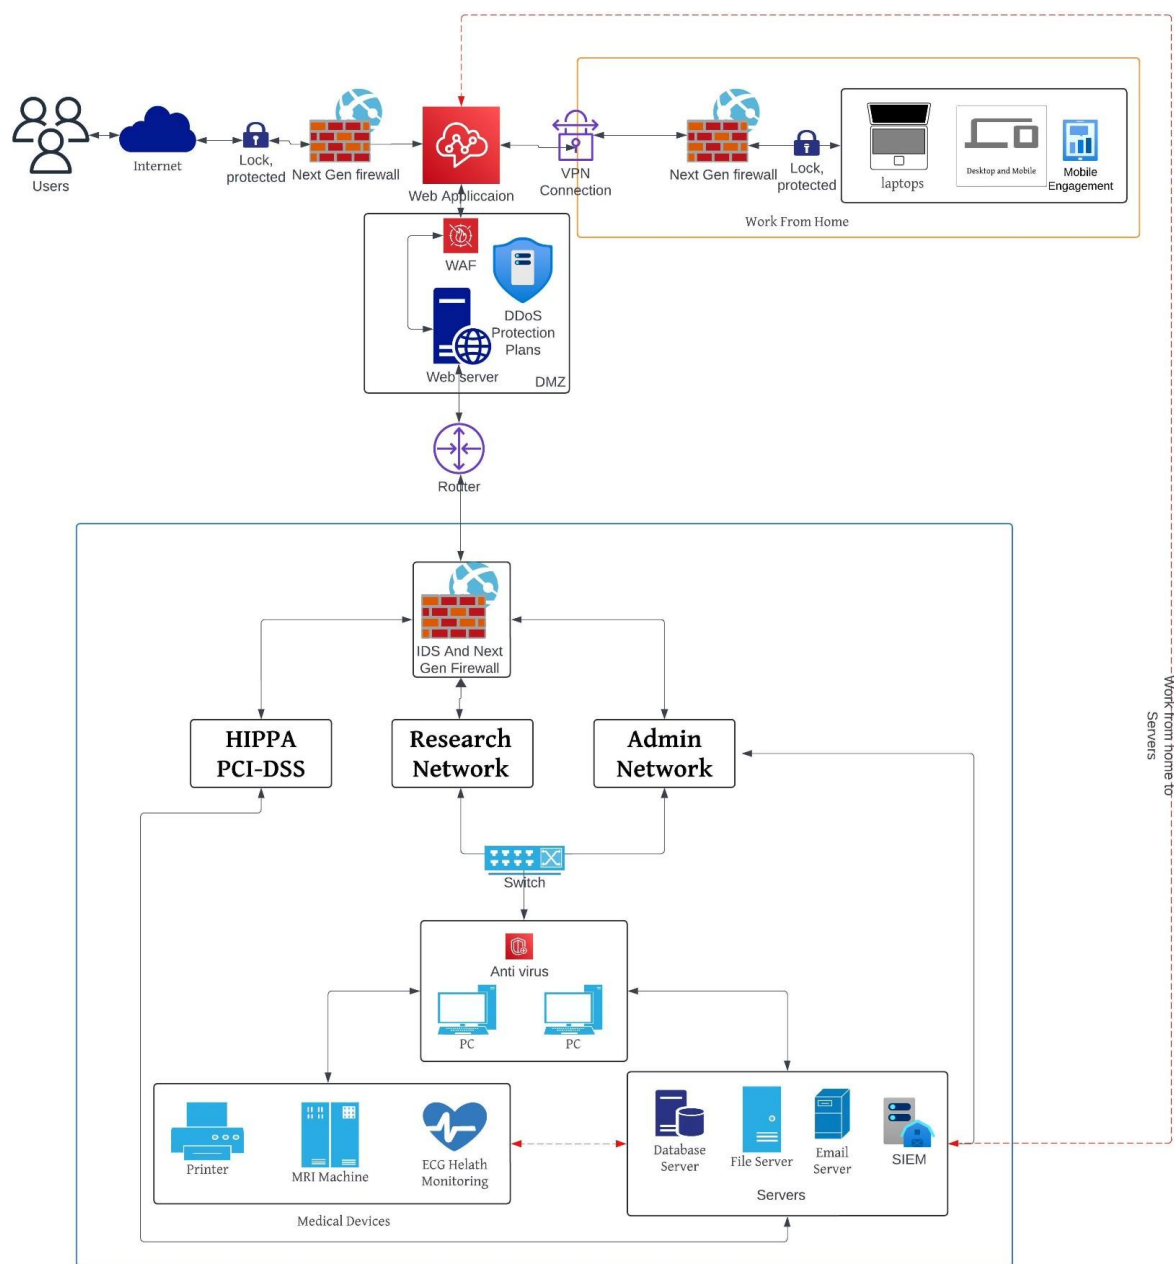 Users
Internet
Lock,
protected
Next Gen firewall
Web Appliccaion
VPN
Connection
Next Gen firewall
Lock,
protected
laptops
Desktop and Mobile
Mobile
Engagement
Work From Home
WAF
DDoS
Protection
Plans
Web server
DMZ
Router
IDS And Next
Gen Firewall
HIPPA
PCI-DSS
Research
Network
Admin
Network
Work from home to
Servers
Switch
Anti virus
PC
PC
Printer
MRI Machine
ECG Helath
Monitoring
Medical Devices
Database
Server
File Server
Email
Server
SIEM
Servers